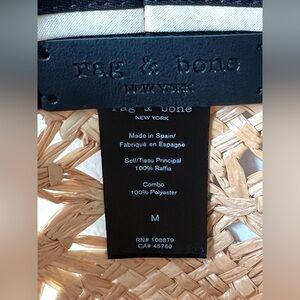 rag & bone
NEW YORK
rag & bone
NEW YORK
Made in Spain/
Fabriqué en Espagne
Self/Tissu Principal
100% Raffia
Combo
100% Polyester
M
RN# 108879
CA# 45760